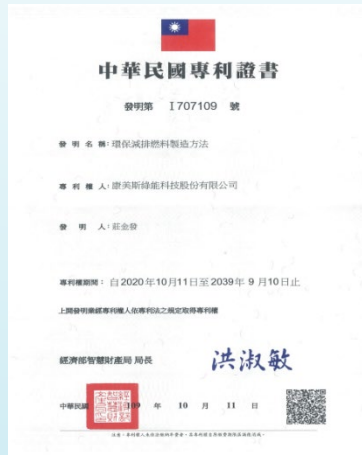 中華民國專利證書
發明第 I707109 號
發明名稱：環保減排燃料製造方法
專利權人：康美斯綠能科技股份有限公司
發明人：莊金發
專利權期間：自2020年10月11日至2039年9月10日止
上開發明業經專利權人依專利法之規定取得專利權
經濟部智慧財產局 局長 洪淑敏
中華民國 109 年 10 月 11 日